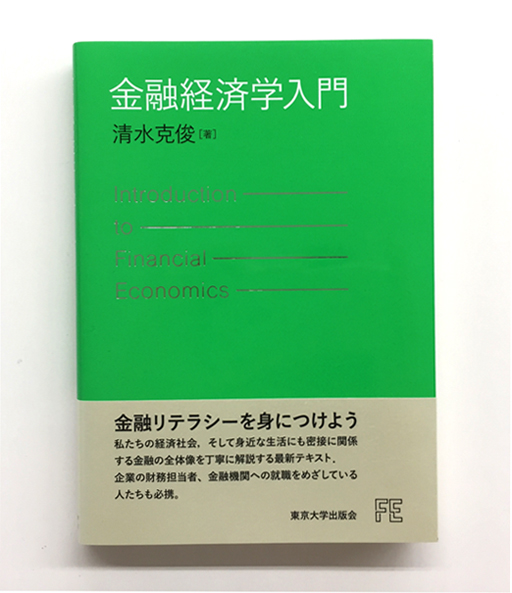 金融経済学入門
清水克俊[著]
Introduction
to
Financial
Economics
金融リテラシーを身につけよう
私たちの経済社会，そして身近な生活にも密接に関係
する金融の全体像を丁寧に解説する最新テキスト．
企業の財務担当者、金融機関への就職をめざしている
人たちも必携。
東京大学出版会
FE